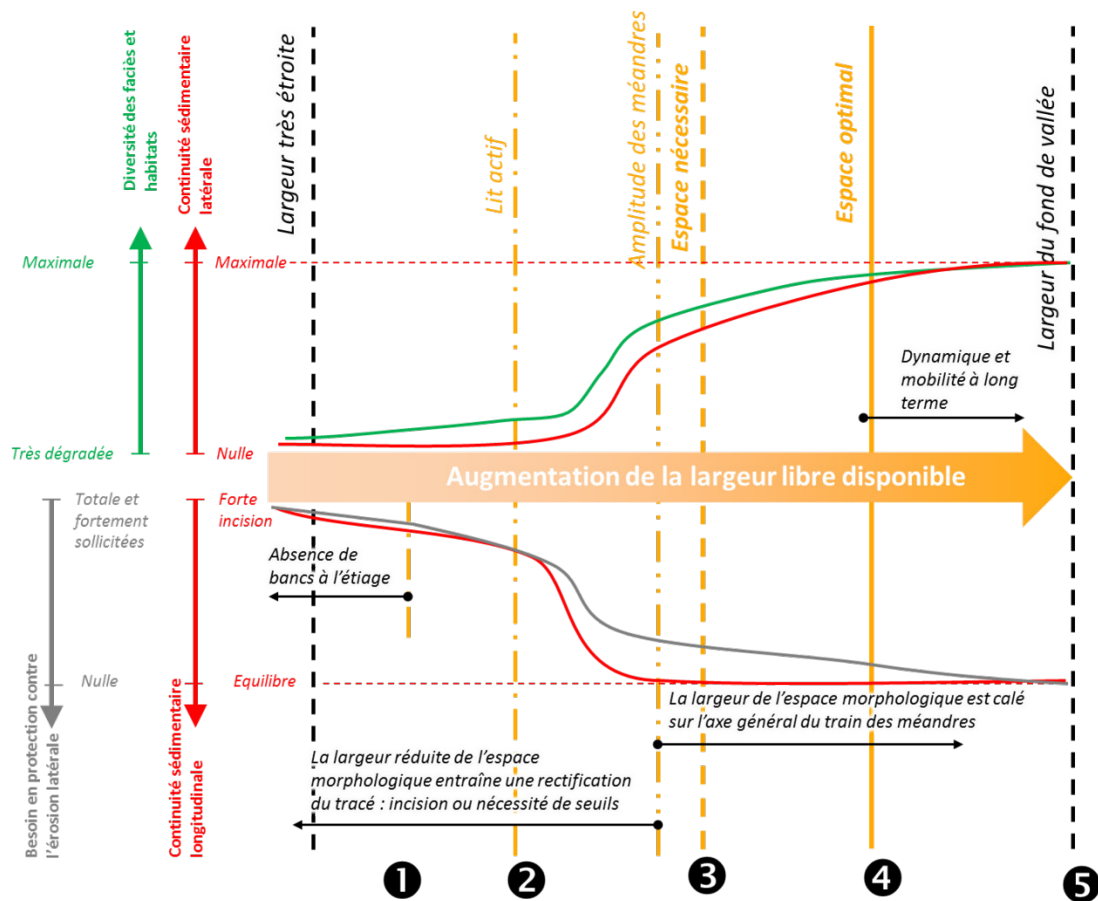 Diversité des faciès et
habitats
Continuité sédimentaire
latérale
Largeur très étroite
Lit actif
Amplitude des méandres
Espace nécessaire
Espace optimal
Largeur du fond de vallée
Maximale
Maximale
Dynamique et
mobilité à long
terme
Très dégradée
Nulle
Augmentation de la largeur libre disponible
Totale et
fortement
sollicitées
Forte
incision
Absence de
bancs à l'étiage
Nulle
Equilibre
Besoin en protection contre
l'érosion latérale
Continuité sédimentaire
longitudinale
La largeur de l'espace morphologique est calé
sur l'axe général du train des méandres
La largeur réduite de l'espace
morphologique entraîne une rectification
du tracé : incision ou nécessité de seuils
1
2
3
4
5